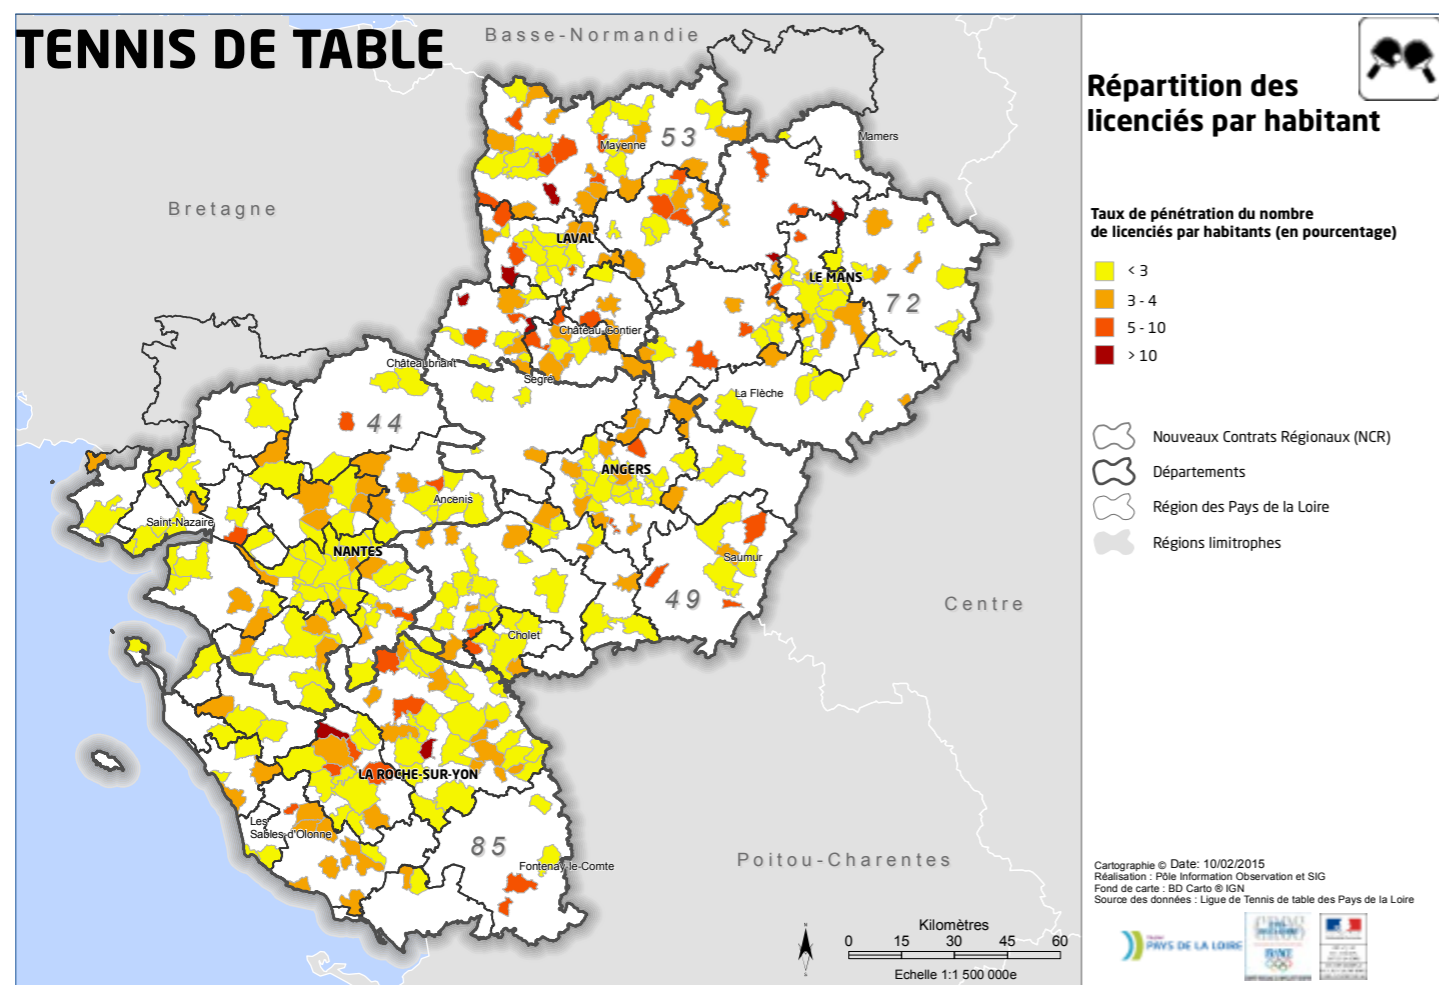 TENNIS DE TABLE
Basse-Normandie
Bretagne
Centre
Poitou-Charentes
53
72
44
49
85
Mamers
Mayenne
LAVAL
LE MANS
Château-Gontier
Châteaubriant
Segré
La Flèche
ANGERS
Ancenis
Saint-Nazaire
NANTES
Saumur
Cholet
LA ROCHE-SUR-YON
Les
Sables-d'Olonne
Fontenay-le-Comte
Kilomètres
0 15 30 45 60
Echelle 1:1 500 000e
Répartition des
licenciés par habitant
Taux de pénétration du nombre
de licenciés par habitants (en pourcentage)
< 3
3 - 4
5 - 10
> 10
Nouveaux Contrats Régionaux (NCR)
Départements
Région des Pays de la Loire
Régions limitrophes
Cartographie © Date: 10/02/2015
Réalisation : Pôle Information Observation et SIG
Fond de carte : BD Carto ® IGN
Source des données : Ligue de Tennis de table des Pays de la Loire
PAYS DE LA LOIRE